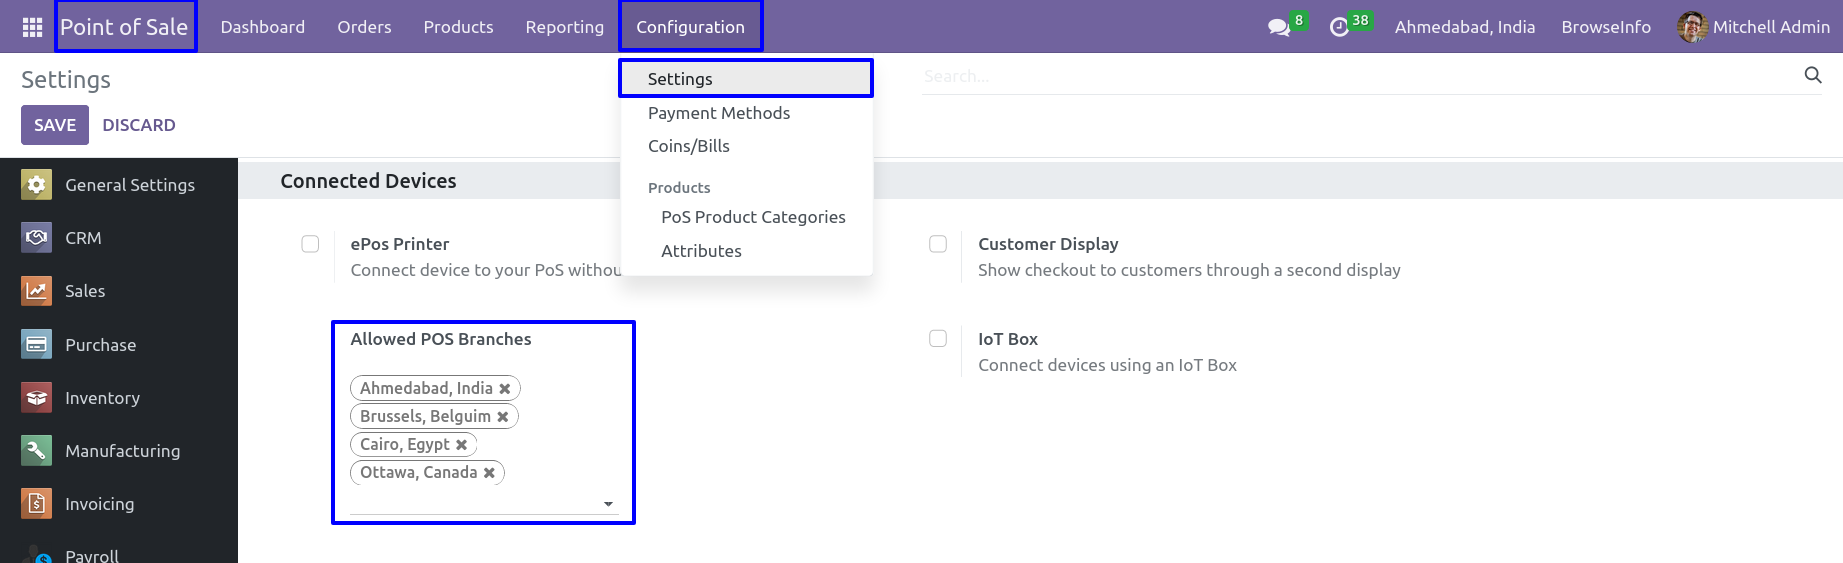 Point of Sale Dashboard Orders Products Reporting Configuration 8 38 Ahmedabad, India BrowseInfo Mitchell Admin
Settings
Search...
SAVE DISCARD
Settings
Payment Methods
Coins/Bills
Products
PoS Product Categories
Attributes
General Settings
CRM
Sales
Purchase
Inventory
Manufacturing
Invoicing
Payroll
Connected Devices
ePos Printer
Connect device to your PoS withou
Customer Display
Show checkout to customers through a second display
Allowed POS Branches
Ahmedabad, India ✖
Brussels, Belguim ✖
Cairo, Egypt ✖
Ottawa, Canada ✖
IoT Box
Connect devices using an IoT Box